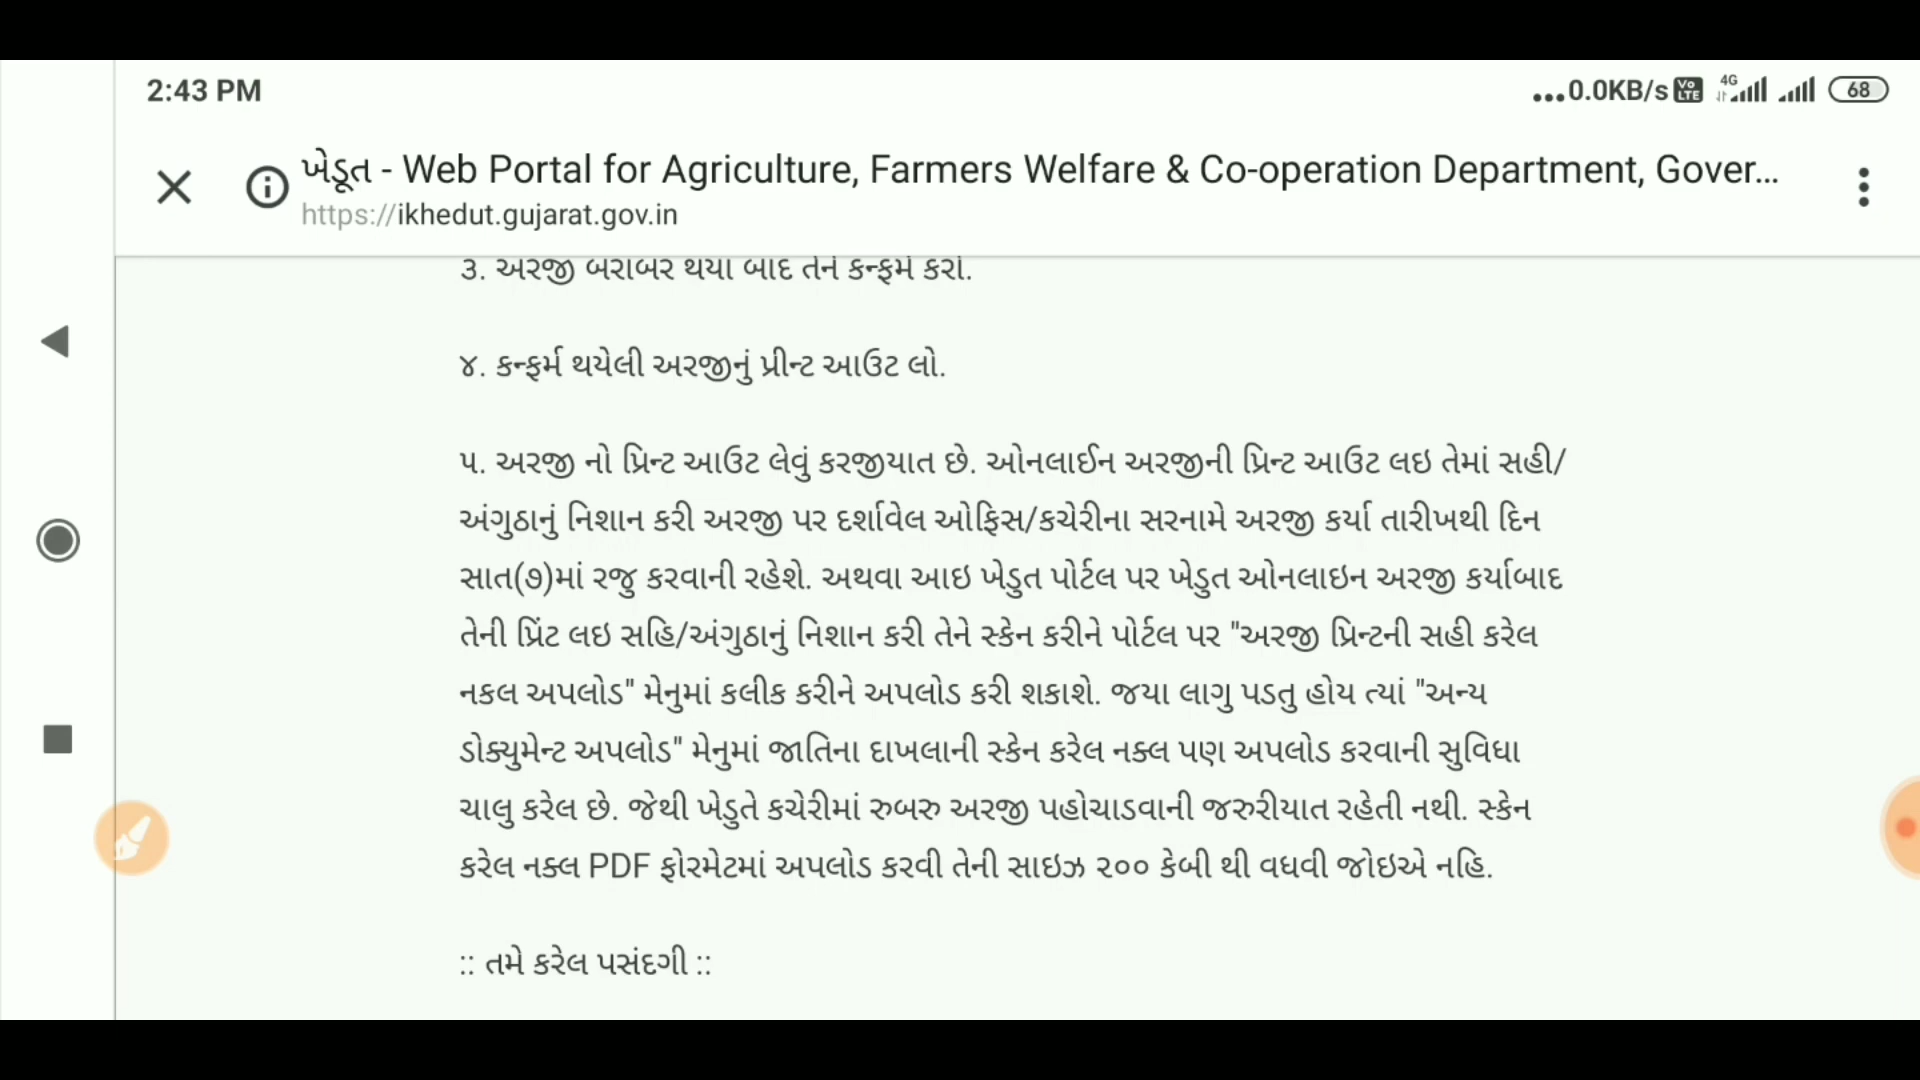 2:43 PM
...0.0KB/s Vo LTE 4G 68
ખેડૂત - Web Portal for Agriculture, Farmers Welfare & Co-operation Department, Gover...
https://ikhedut.gujarat.gov.in
૩. અરજી બરાબર થયા બાદ તેને કન્ફર્મ કરો.
૪. કન્ફર્મ થયેલી અરજીનું પ્રીન્ટ આઉટ લો.
૫. અરજી નો પ્રિન્ટ આઉટ લેવું કરજીયાત છે. ઓનલાઈન અરજીની પ્રિન્ટ આઉટ લઇ તેમાં સહી/
અંગુઠાનું નિશાન કરી અરજી પર દર્શાવેલ ઓફિસ/કચેરીના સરનામે અરજી કર્યા તારીખથી દિન
સાત(૭)માં રજુ કરવાની રહેશે. અથવા આઇ ખેડુત પોર્ટલ પર ખેડુત ઓનલાઇન અરજી કર્યાબાદ
તેની પ્રિંટ લઇ સહિ/અંગુઠાનું નિશાન કરી તેને સ્કેન કરીને પોર્ટલ પર "અરજી પ્રિન્ટની સહી કરેલ
નકલ અપલોડ" મેનુમાં કલીક કરીને અપલોડ કરી શકાશે. જયા લાગુ પડતુ હોય ત્યાં "અન્ય
ડોક્યુમેન્ટ અપલોડ" મેનુમાં જાતિના દાખલાની સ્કેન કરેલ નક્લ પણ અપલોડ કરવાની સુવિધા
ચાલુ કરેલ છે. જેથી ખેડુતે કચેરીમાં રુબરુ અરજી પહોચાડવાની જરુરીયાત રહેતી નથી. સ્કેન
કરેલ નક્લ PDF ફોરમેટમાં અપલોડ કરવી તેની સાઇઝ ૨૦૦ કેબી થી વધવી જોઇએ નહિ.
:: તમે કરેલ પસંદગી ::